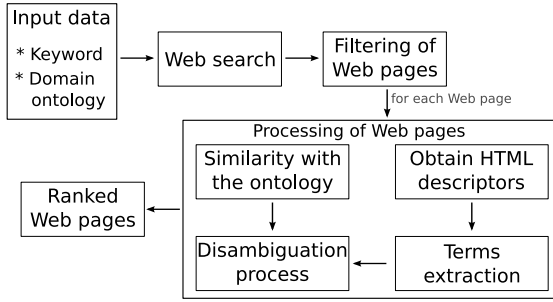 Input data
* Keyword
* Domain
ontology
Web search
Filtering of
Web pages
for each Web page
Processing of Web pages
Similarity with
the ontology
Obtain HTML
descriptors
Ranked
Web pages
Disambiguation
process
Terms
extraction